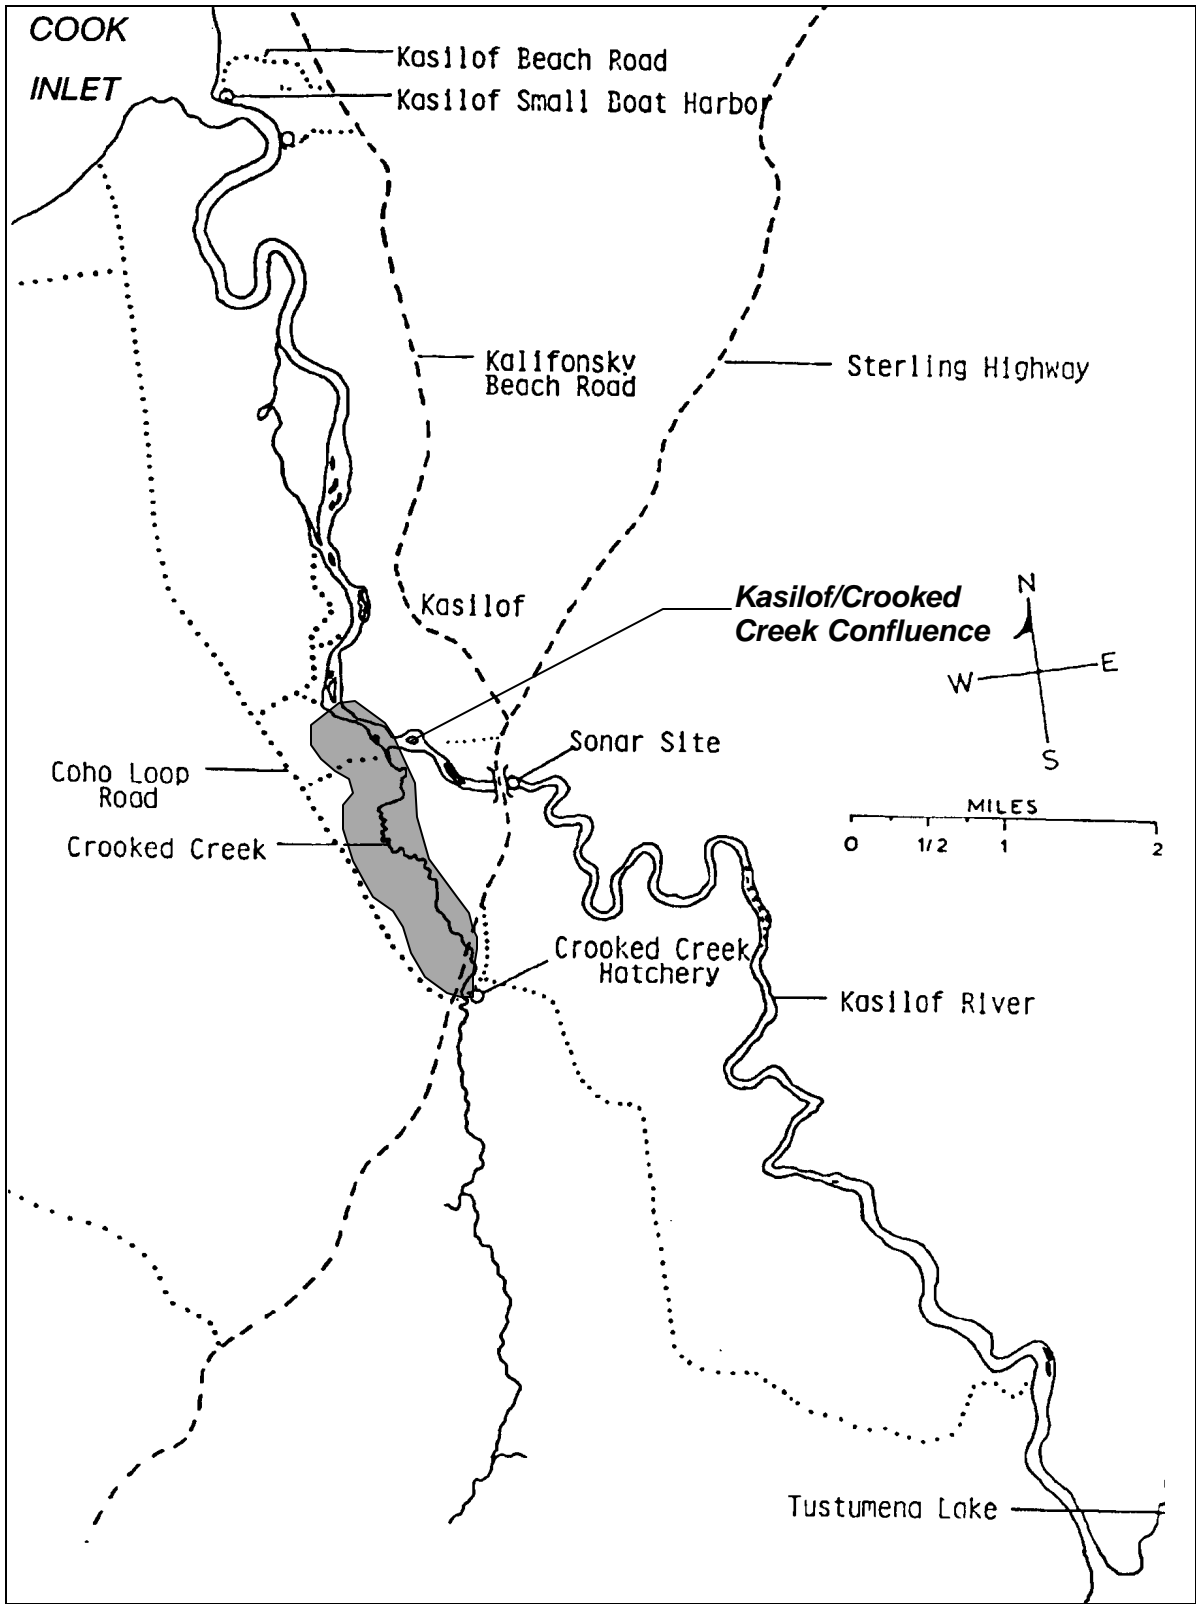 COOK
INLET
Kasilof Beach Road
Kasilof Small Boat Harbor
Kalifonsky
Beach Road
Sterling Highway
Kasilof
Kasilof/Crooked
Creek Confluence
N
W
E
S
Sonar Site
Coho Loop
Road
MILES
0 1/2 1 2
Crooked Creek
Crooked Creek
Hatchery
Kasilof River
Tustumena Lake